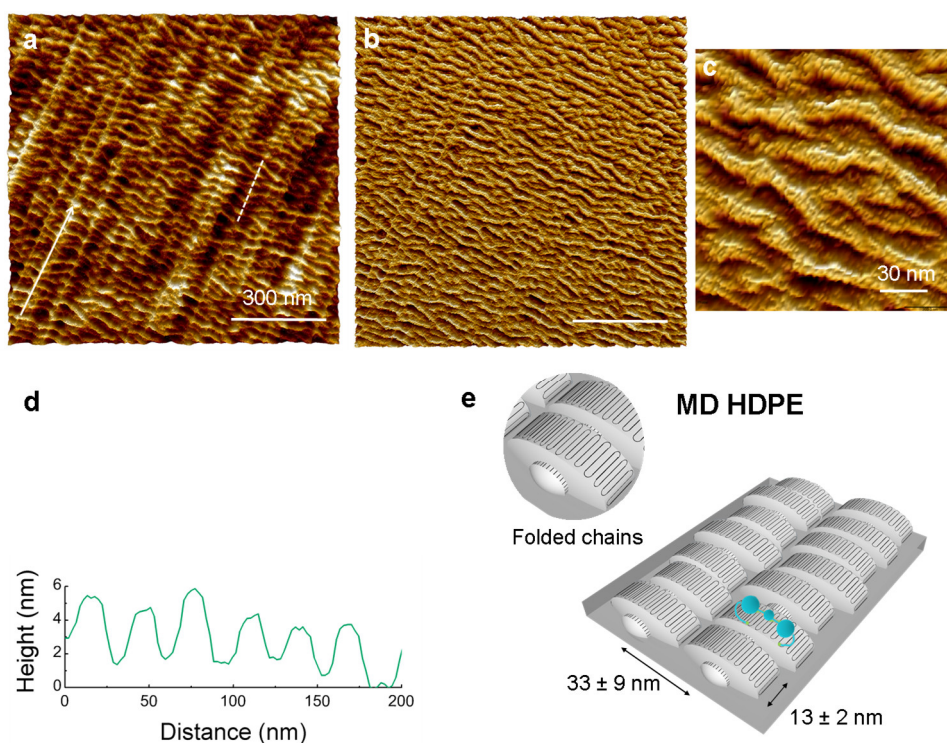 a
300 nm
b
c
30 nm
d
6
4
2
0
Height (nm)
0
50
100
150
200
Distance (nm)
e
MD HDPE
Folded chains
33 ± 9 nm
13 ± 2 nm